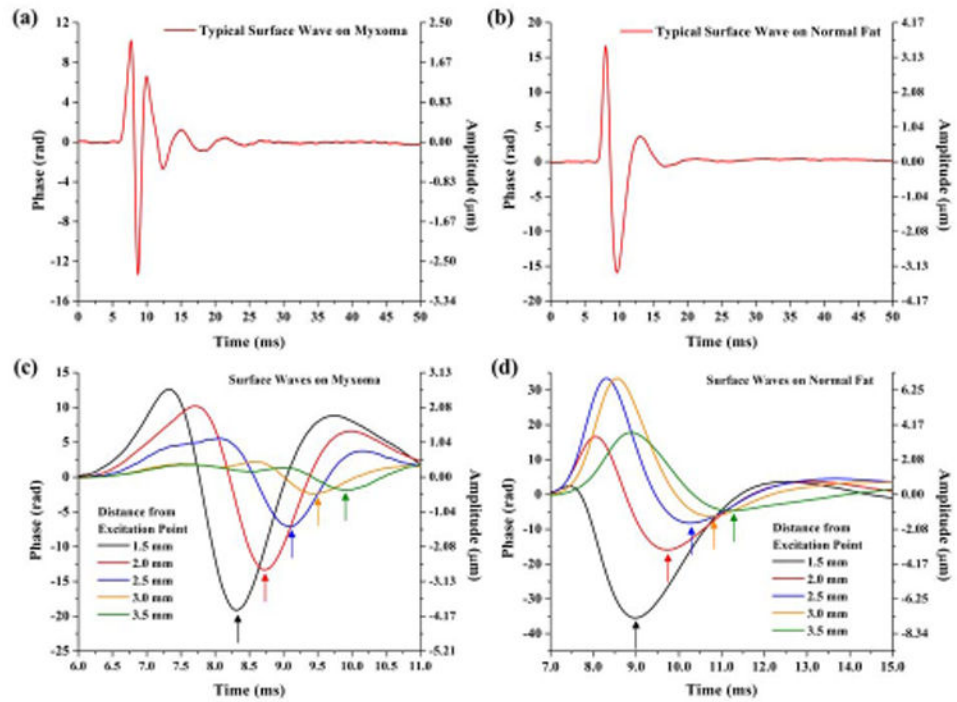 (a)
Typical Surface Wave on Myxoma
Phase (rad)
12
8
4
0
-4
-8
-12
-16
2.50
1.67
0.83
0.00
-0.83
-1.67
-2.50
-3.34
Amplitude (μm)
0 5 10 15 20 25 30 35 40 45 50
Time (ms)
(b)
Typical Surface Wave on Normal Fat
Phase (rad)
20
15
10
5
0
-5
-10
-15
-20
4.17
3.13
2.08
1.04
0.00
-1.04
-2.08
-3.13
-4.17
Amplitude (μm)
0 5 10 15 20 25 30 35 40 45 50
Time (ms)
(c)
Surface Waves on Myxoma
Phase (rad)
15
10
5
0
-5
-10
-15
-20
-25
3.13
2.08
1.04
0.00
-1.04
-2.08
-3.13
-4.17
-5.21
Amplitude (μm)
Distance from
Excitation Point
1.5 mm
2.0 mm
2.5 mm
3.0 mm
3.5 mm
6.0 6.5 7.0 7.5 8.0 8.5 9.0 9.5 10.0 10.5 11.0
Time (ms)
(d)
Surface Waves on Normal Fat
Phase (rad)
30
20
10
0
-10
-20
-30
-40
6.25
4.17
2.08
0.00
-2.08
-4.17
-6.25
-8.34
Amplitude (μm)
Distance from
Excitation Point
1.5 mm
2.0 mm
2.5 mm
3.0 mm
3.5 mm
7.0 8.0 9.0 10.0 11.0 12.0 13.0 14.0 15.0
Time (ms)